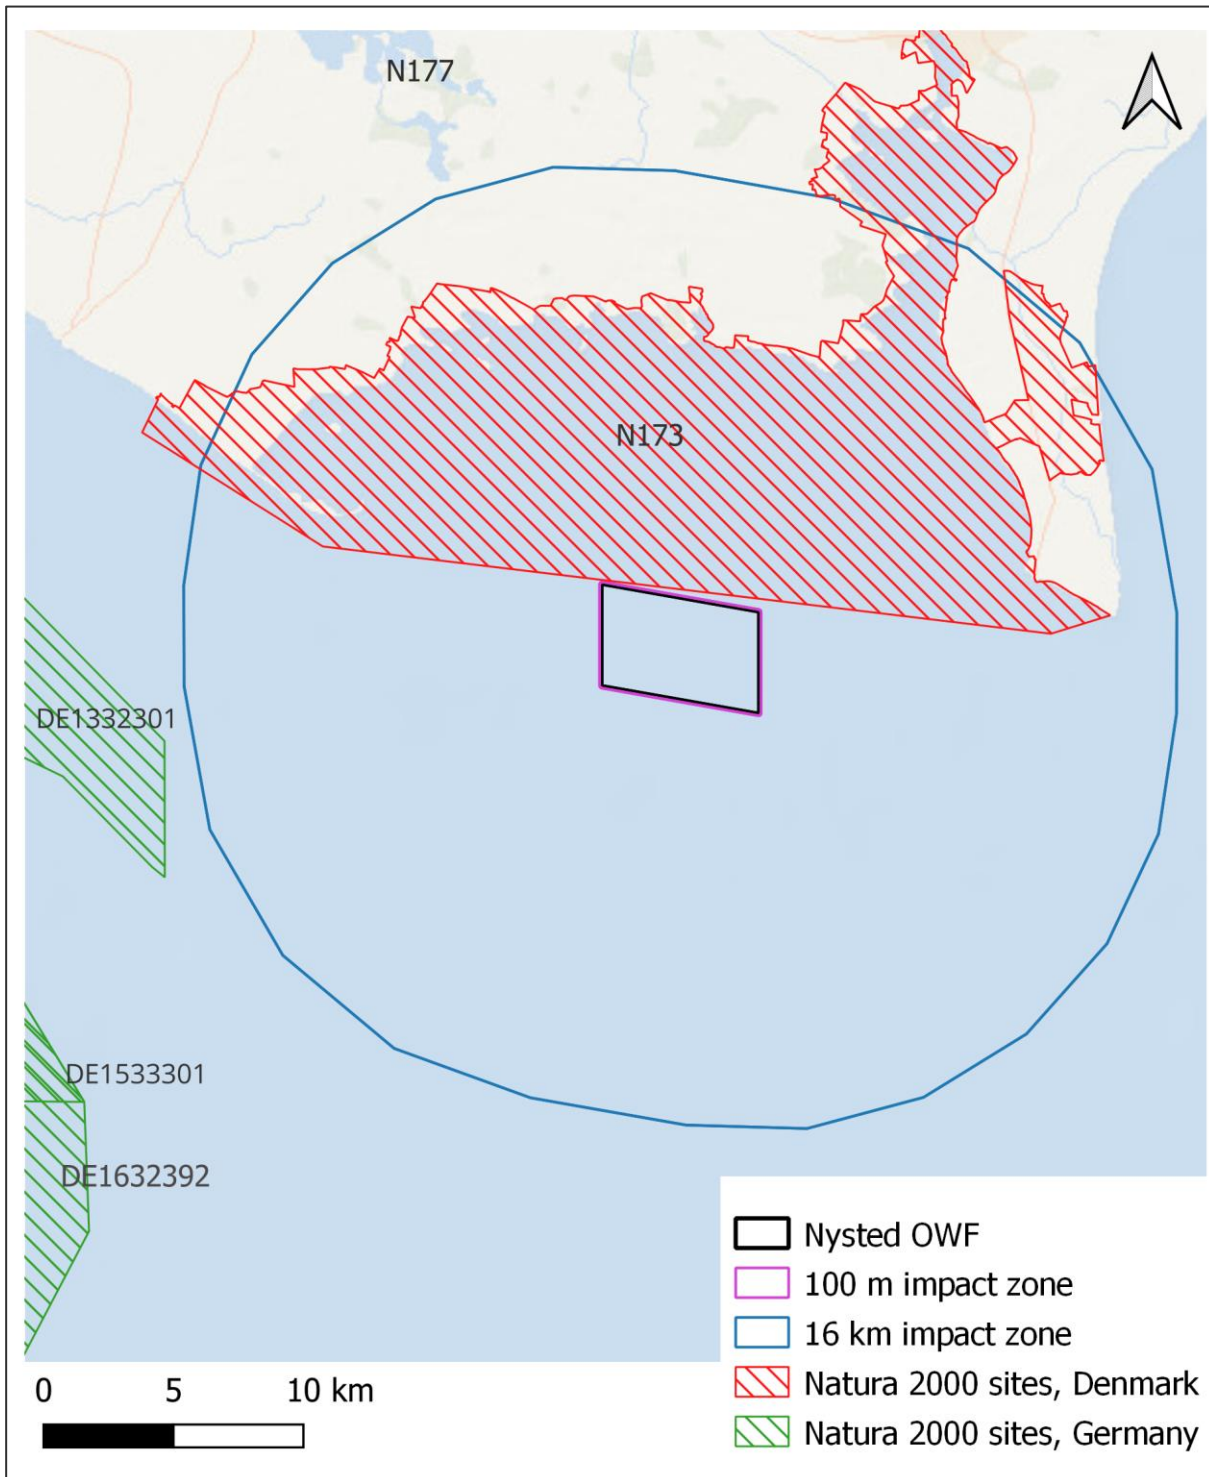 N177
N173
DE1332301
DE1533301
DE1632392
Nysted OWF
100 m impact zone
16 km impact zone
Natura 2000 sites, Denmark
Natura 2000 sites, Germany
0 5 10 km